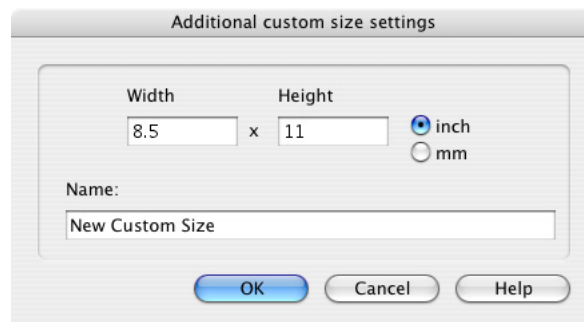 Additional custom size settings
Width Height
8.5 x 11 inch
mm
Name:
New Custom Size
OK Cancel Help